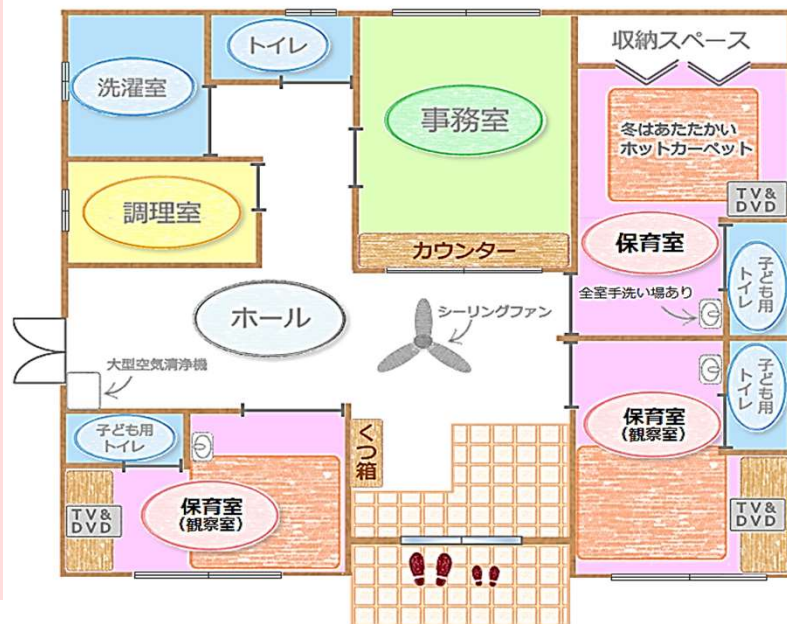 トイレ
収納スペース
洗濯室
事務室
冬はあたたかい
ホットカーペット
TV&
DVD
調理室
カウンター
保育室
子ども用
トイレ
全室手洗い場あり
ホール
シーリングファン
大型空気清浄機
子ども用
トイレ
保育室
(観察室)
子ども用
トイレ
くつ箱
保育室
(観察室)
TV&
DVD
TV&
DVD